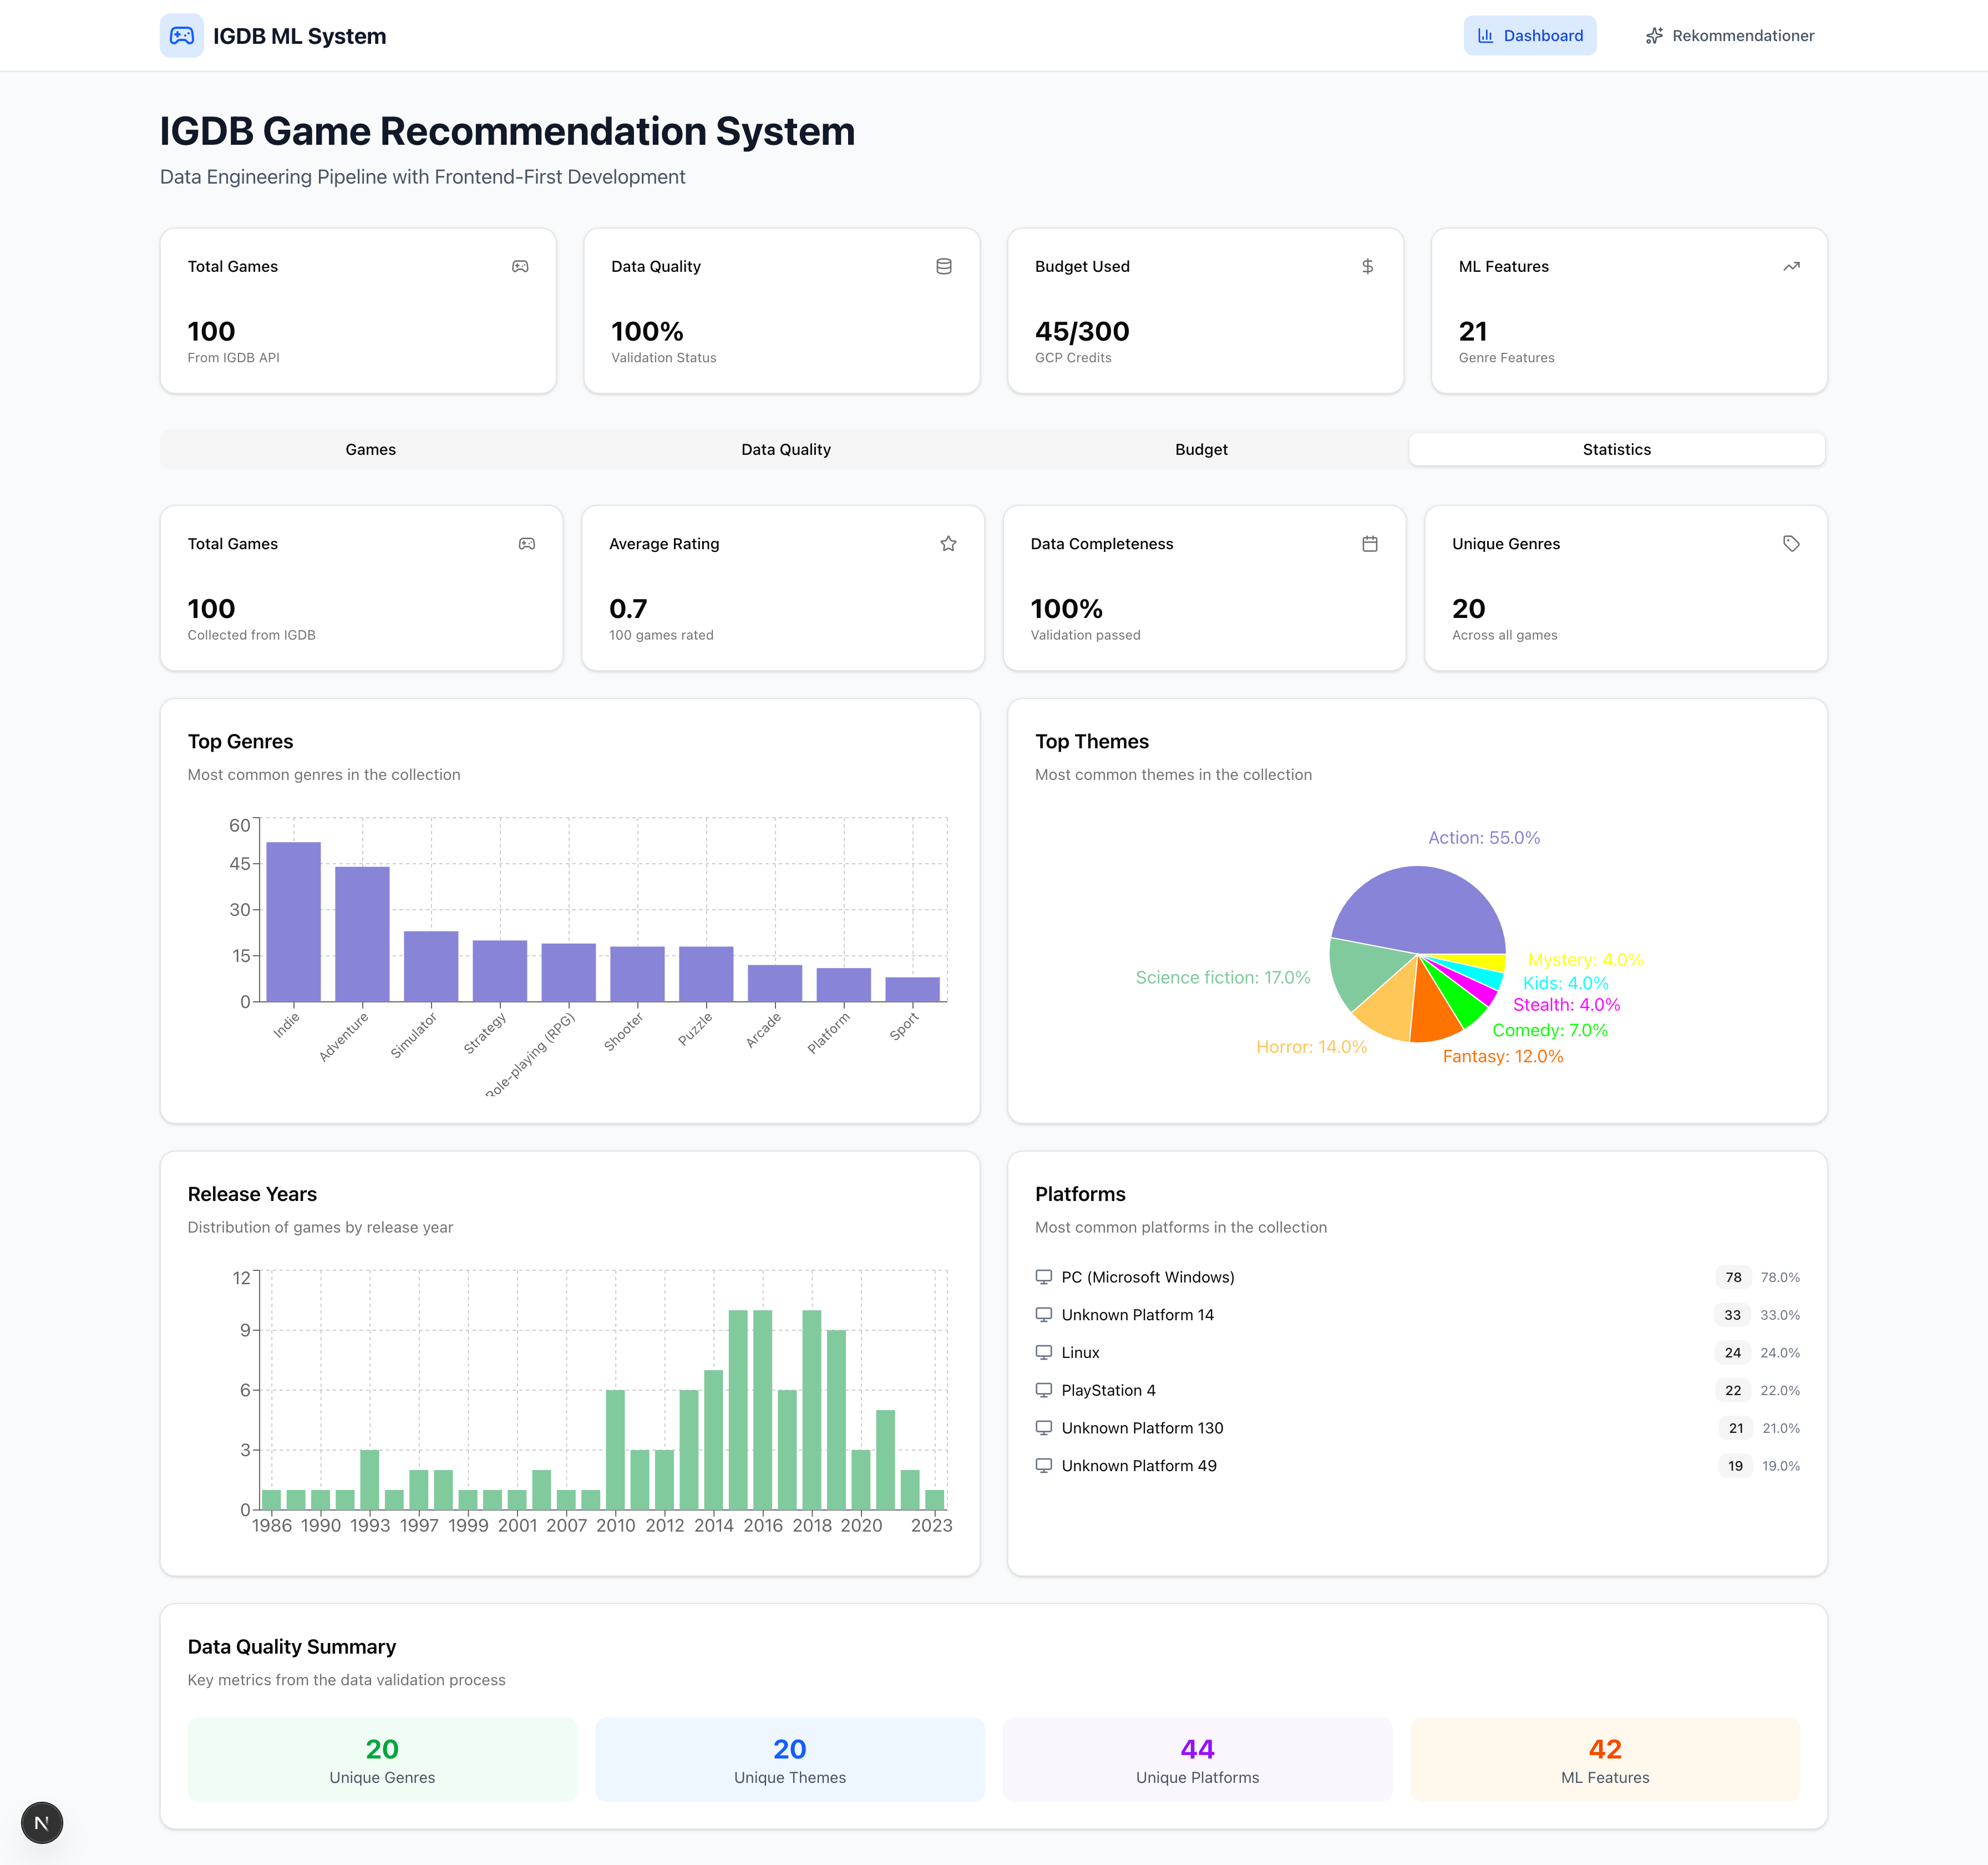 IGDB ML System
Dashboard
Rekommendationer
IGDB Game Recommendation System
Data Engineering Pipeline with Frontend-First Development
Total Games
100
From IGDB API
Data Quality
100%
Validation Status
Budget Used
45/300
GCP Credits
ML Features
21
Genre Features
Games
Data Quality
Budget
Statistics
Total Games
100
Collected from IGDB
Average Rating
0.7
100 games rated
Data Completeness
100%
Validation passed
Unique Genres
20
Across all games
Top Genres
Most common genres in the collection
60
45
30
15
0
Indie
Adventure
Simulator
Strategy
Role-playing (RPG)
Shooter
Puzzle
Arcade
Platform
Sport
Top Themes
Most common themes in the collection
Action: 55.0%
Science fiction: 17.0%
Horror: 14.0%
Fantasy: 12.0%
Comedy: 7.0%
Stealth: 4.0%
Kids: 4.0%
Mystery: 4.0%
Release Years
Distribution of games by release year
12
9
6
3
0
1986 1990 1993 1997 1999 2001 2007 2010 2012 2014 2016 2018 2020 2023
Platforms
Most common platforms in the collection
PC (Microsoft Windows) 78 78.0%
Unknown Platform 14 33 33.0%
Linux 24 24.0%
PlayStation 4 22 22.0%
Unknown Platform 130 21 21.0%
Unknown Platform 49 19 19.0%
Data Quality Summary
Key metrics from the data validation process
20
Unique Genres
20
Unique Themes
44
Unique Platforms
42
ML Features
N